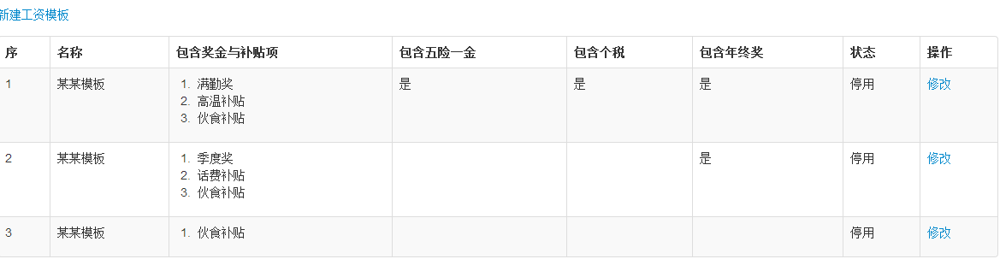 新建工资模板
序 名称 包含奖金与补贴项 包含五险一金 包含个税 包含年终奖 状态 操作
1 某某模板 1. 满勤奖 是 是 是 停用 修改
2. 高温补贴
3. 伙食补贴
2 某某模板 1. 季度奖 是 停用 修改
2. 话费补贴
3. 伙食补贴
3 某某模板 1. 伙食补贴 停用 修改